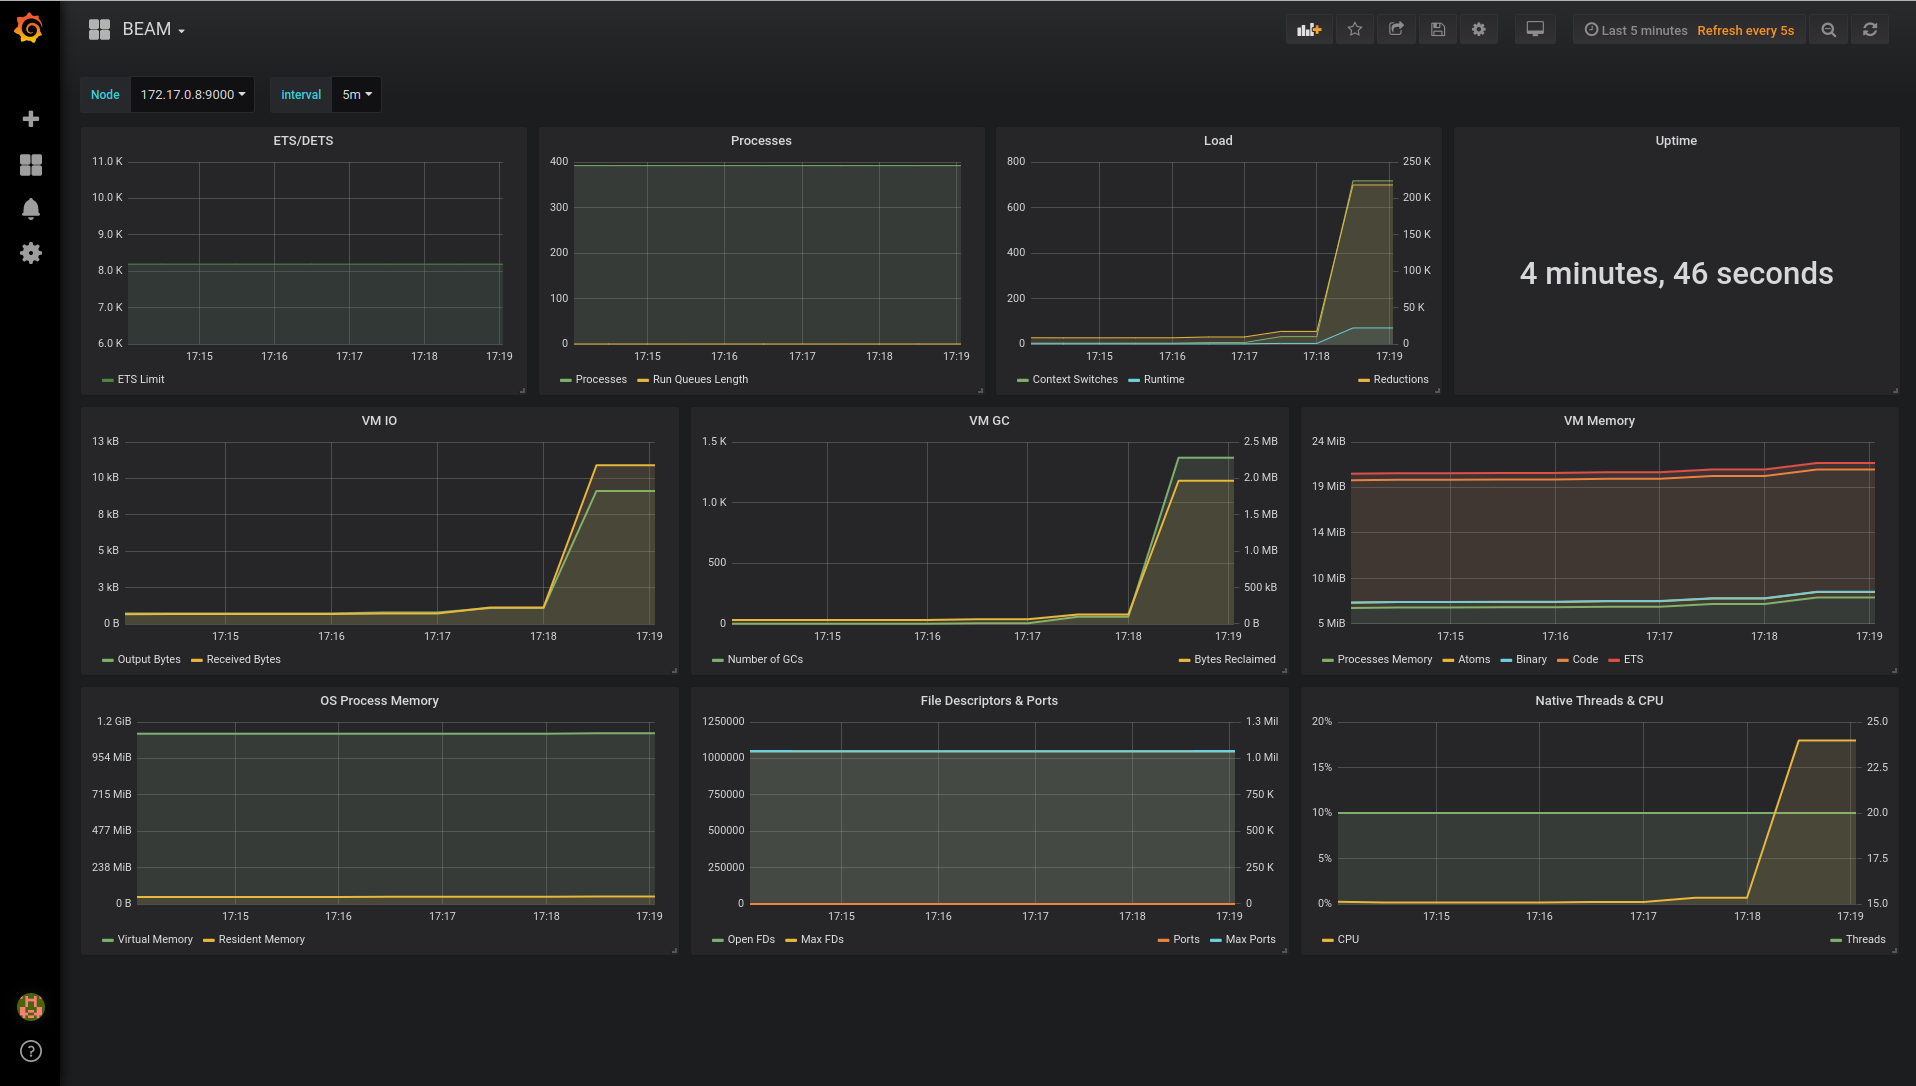 BEAM
Last 5 minutes Refresh every 5s
Node 172.17.0.8:9000 interval 5m
ETS/DETS
11.0 K
10.0 K
9.0 K
8.0 K
7.0 K
6.0 K
17:15 17:16 17:17 17:18 17:19
ETS Limit
Processes
400
300
200
100
0
17:15 17:16 17:17 17:18 17:19
Processes Run Queues Length
Load
800 250 K
200 K
600
150 K
400
100 K
200 50 K
0 0
17:15 17:16 17:17 17:18 17:19
Context Switches Runtime Reductions
Uptime
4 minutes, 46 seconds
VM IO
13 kB
10 kB
8 kB
5 kB
3 kB
0 B
17:15 17:16 17:17 17:18 17:19
Output Bytes Received Bytes
VM GC
1.5 K 2.5 MB
2.0 MB
1.0 K
1.5 MB
1.0 MB
500
500 kB
0 0 B
17:15 17:16 17:17 17:18 17:19
Number of GCs Bytes Reclaimed
VM Memory
24 MiB
19 MiB
14 MiB
10 MiB
5 MiB
17:15 17:16 17:17 17:18 17:19
Processes Memory Atoms Binary Code ETS
OS Process Memory
1.2 GiB
954 MiB
715 MiB
477 MiB
238 MiB
0 B
17:15 17:16 17:17 17:18 17:19
Virtual Memory Resident Memory
File Descriptors & Ports
1250000 1.3 Mil
1000000 1.0 Mil
750000 750 K
500000 500 K
250000 250 K
0 0
17:15 17:16 17:17 17:18 17:19
Open FDs Max FDs Ports Max Ports
Native Threads & CPU
20% 25.0
15% 22.5
10% 20.0
5% 17.5
0% 15.0
17:15 17:16 17:17 17:18 17:19
CPU Threads